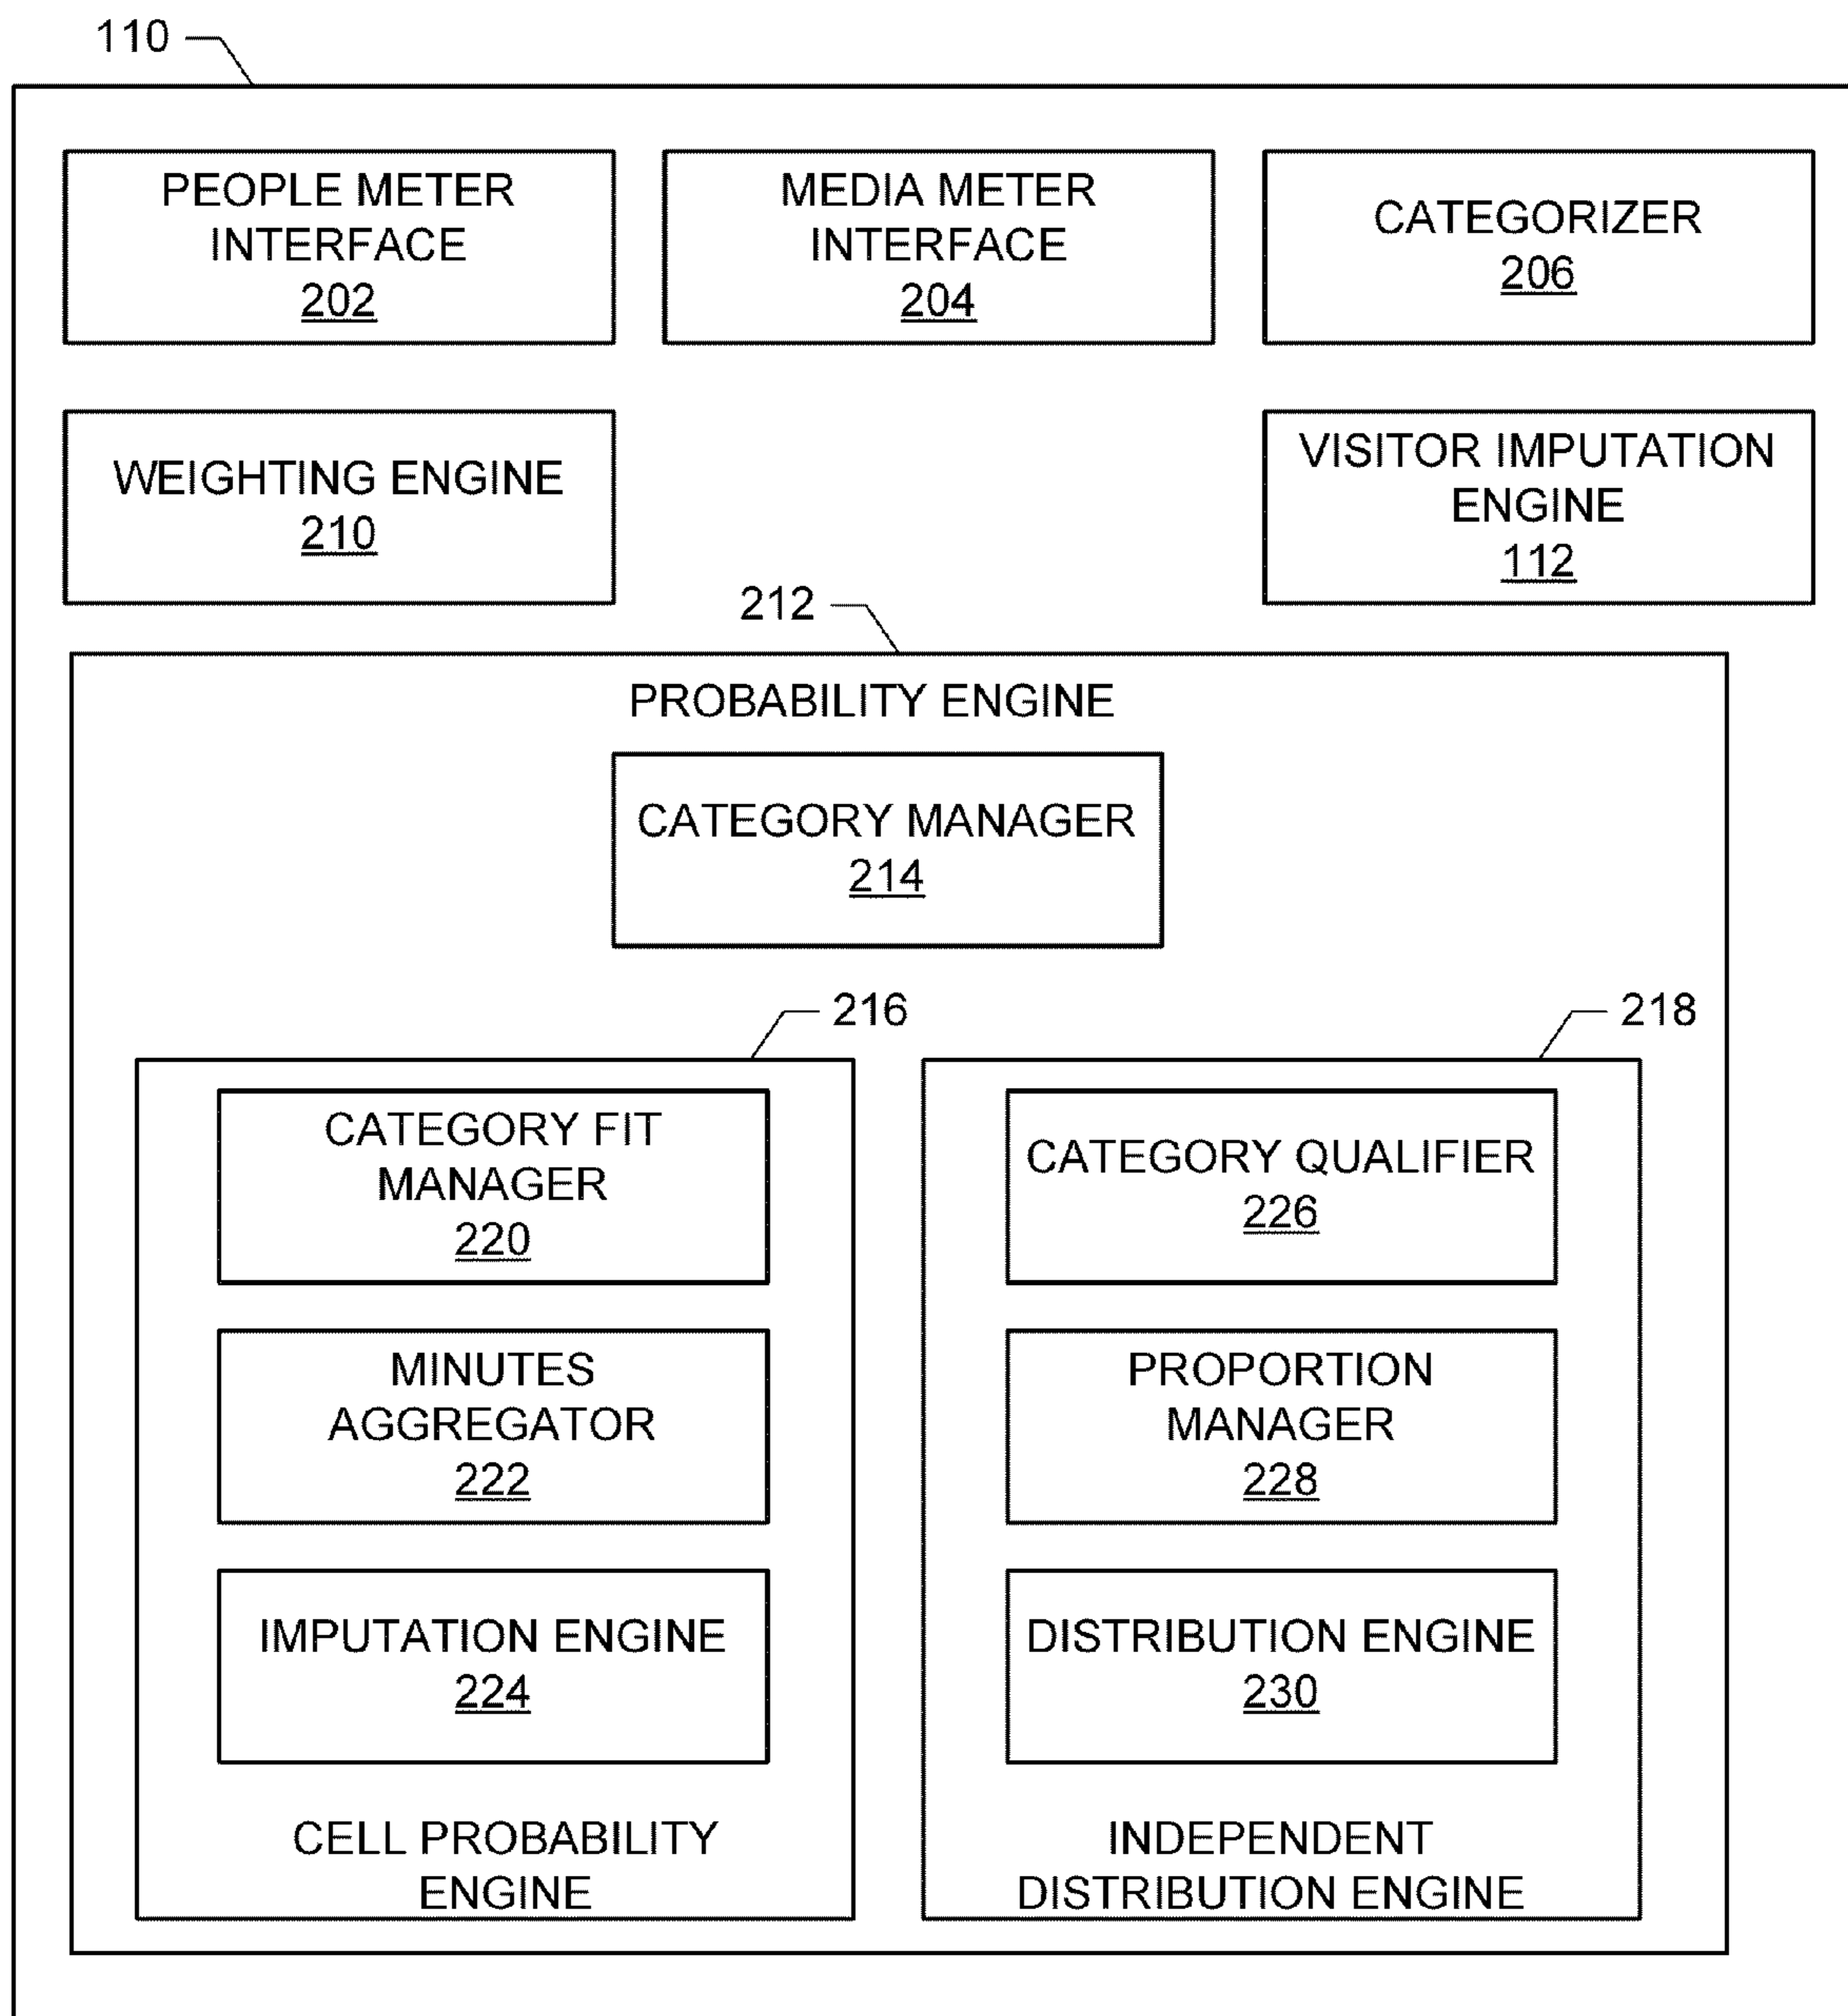 110
PEOPLE METER
INTERFACE
202
MEDIA METER
INTERFACE
204
CATEGORIZER
206
WEIGHTING ENGINE
210
VISITOR IMPUTATION
ENGINE
112
212
PROBABILITY ENGINE
CATEGORY MANAGER
214
216
218
CATEGORY FIT
MANAGER
220
MINUTES
AGGREGATOR
222
IMPUTATION ENGINE
224
CELL PROBABILITY
ENGINE
CATEGORY QUALIFIER
226
PROPORTION
MANAGER
228
DISTRIBUTION ENGINE
230
INDEPENDENT
DISTRIBUTION ENGINE